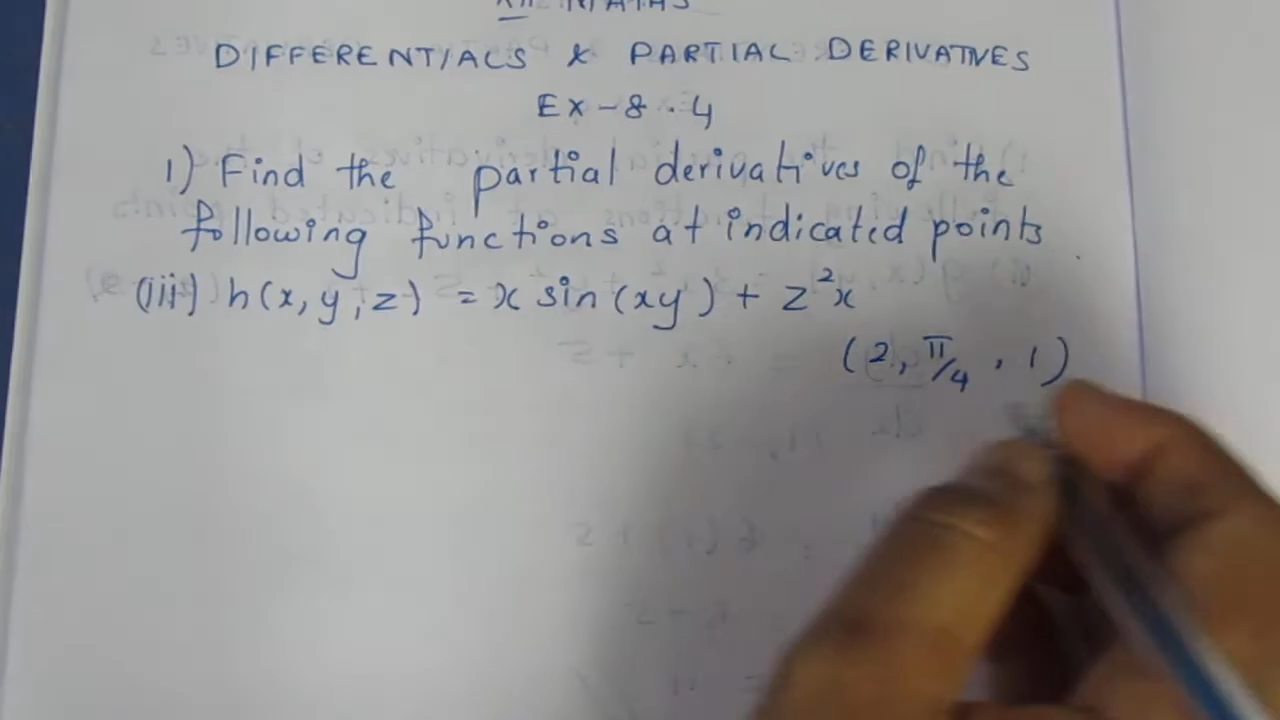 DIFFERENTIALS & PARTIAL DERIVATIVES
Ex-8.4
1) Find the partial derivatives of the
following functions at indicated points
(iii) h(x, y, z) = x sin(xy) + z²x
(2, π/4, 1)